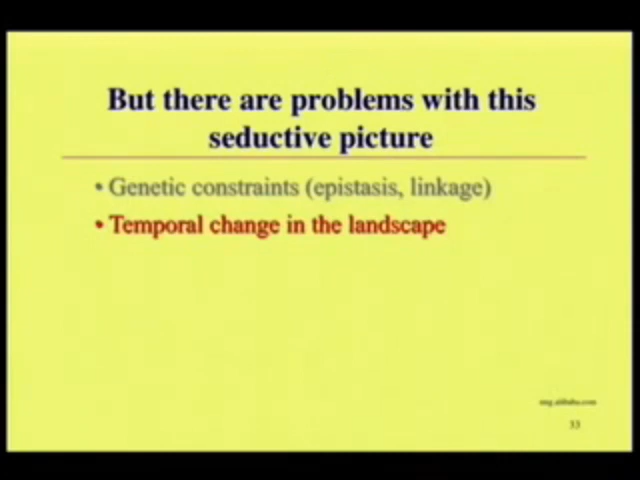 But there are problems with this
seductive picture
• Genetic constraints (epistasis, linkage)
• Temporal change in the landscape
33